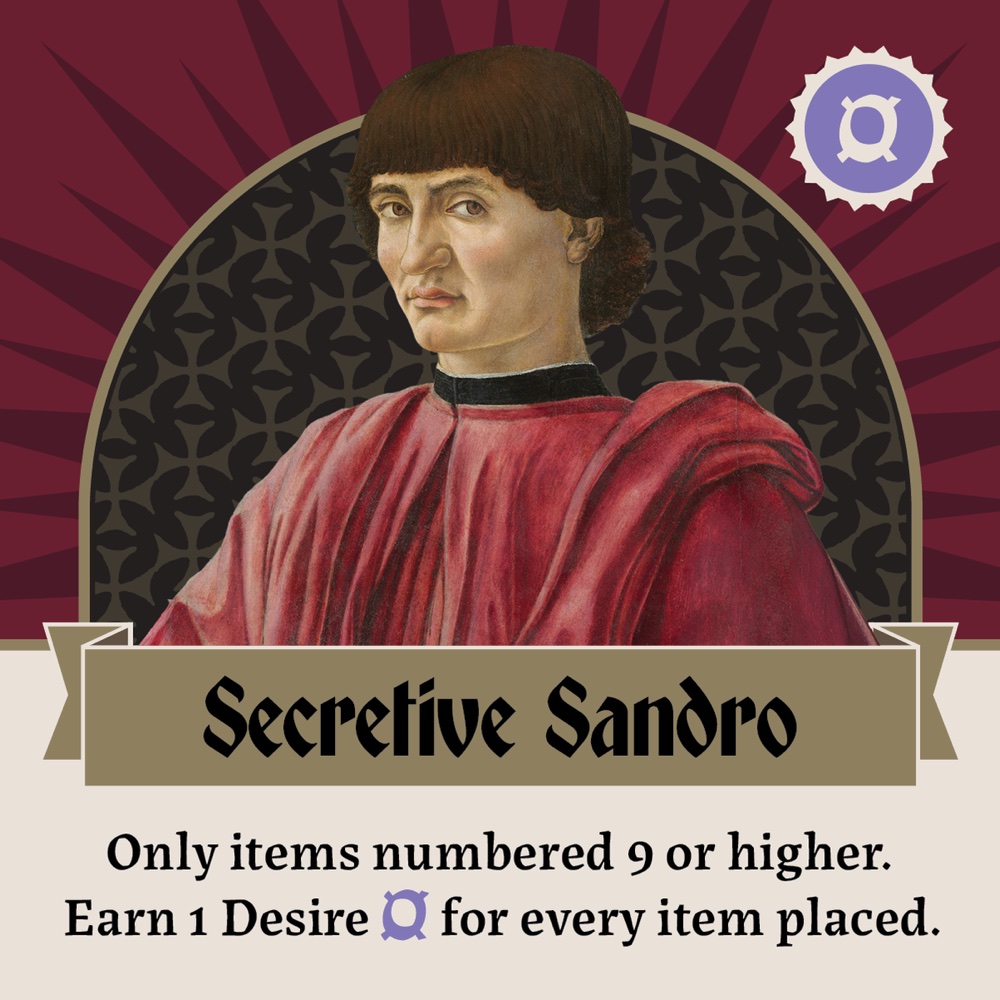 ¤
Secretive Sandro
Only items numbered 9 or higher.
Earn 1 Desire ¤ for every item placed.